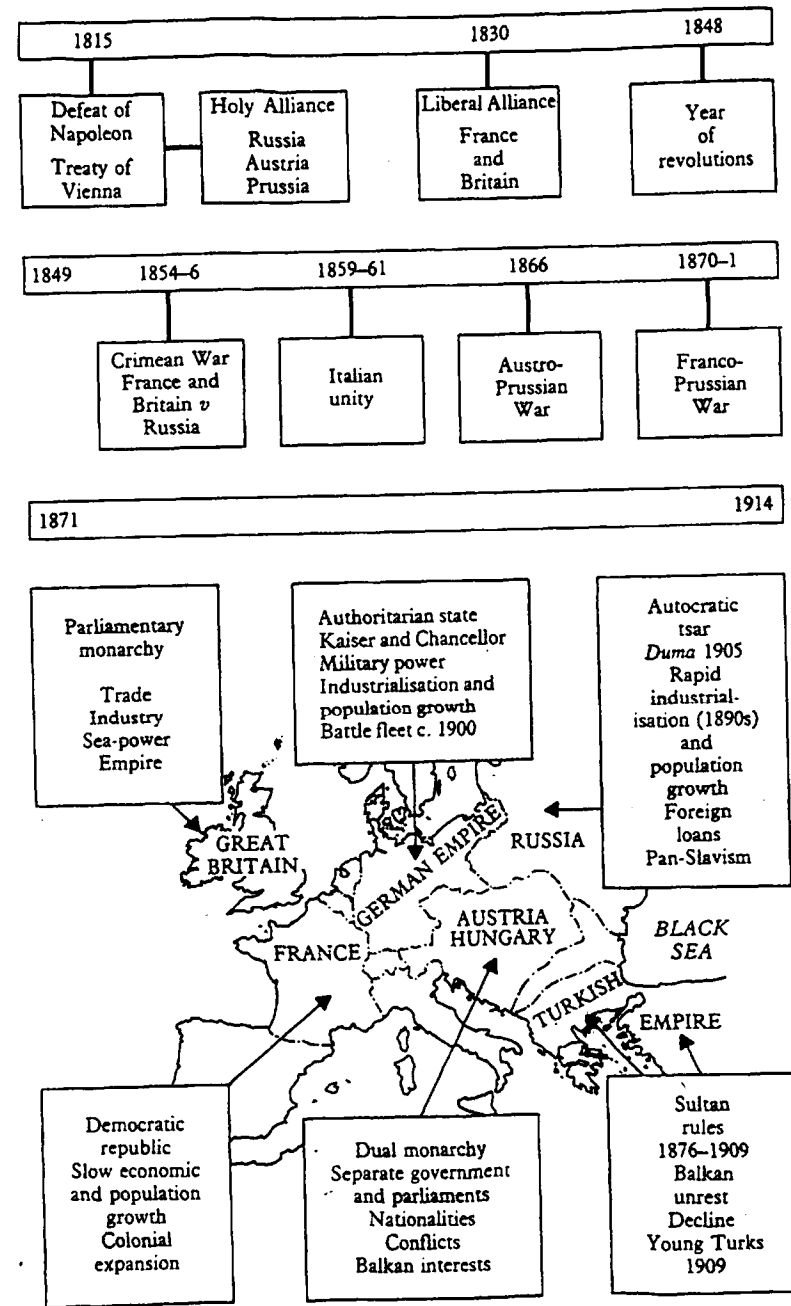 1815 1830 1848
Defeat of
Napoleon
Treaty of
Vienna
Holy Alliance
Russia
Austria
Prussia
Liberal Alliance
France
and
Britain
Year
of
revolutions
1849 1854–6 1859–61 1866 1870–1
Crimean War
France and
Britain v
Russia
Italian
unity
Austro-
Prussian
War
Franco-
Prussian
War
1871 1914
Parliamentary
monarchy
Trade
Industry
Sea-power
Empire
Authoritarian state
Kaiser and Chancellor
Military power
Industrialisation and
population growth
Battle fleet c. 1900
Autocratic
tsar
Duma 1905
Rapid
industrial-
isation (1890s)
and
population
growth
Foreign
loans
Pan-Slavism
GREAT
BRITAIN
GERMAN EMPIRE
RUSSIA
FRANCE
AUSTRIA
HUNGARY
BLACK
SEA
TURKISH
EMPIRE
Democratic
republic
Slow economic
and population
growth
Colonial
expansion
Dual monarchy
Separate government
and parliaments
Nationalities
Conflicts
Balkan interests
Sultan
rules
1876–1909
Balkan
unrest
Decline
Young Turks
1909